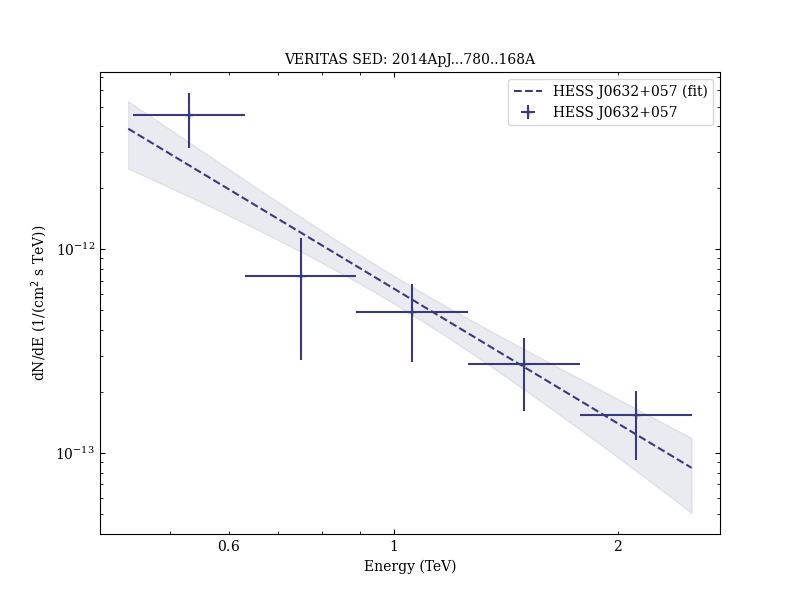 VERITAS SED: 2014ApJ...780..168A
HESS J0632+057 (fit)
HESS J0632+057
dN/dE (1/(cm² s TeV))
10⁻¹²
10⁻¹³
0.6 1 2
Energy (TeV)